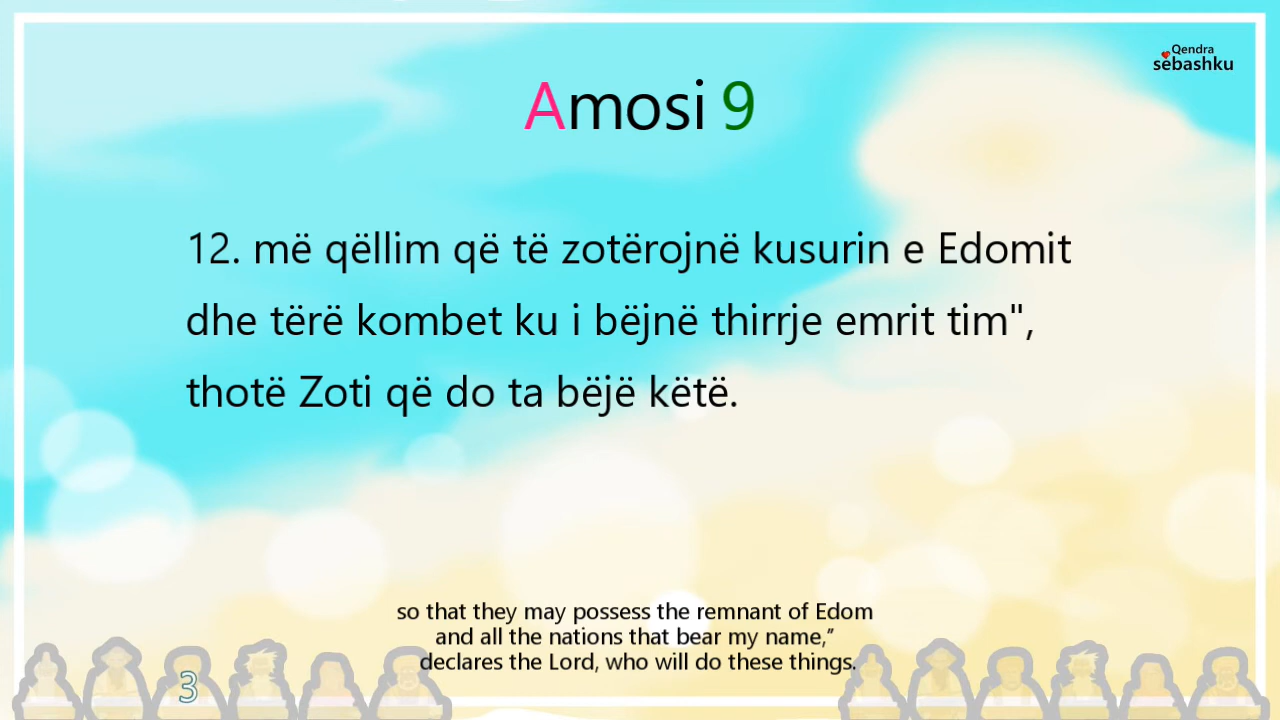 Qendra
sëbashku
Amosi 9
12. më qëllim që të zotërojnë kusurin e Edomit
dhe tërë kombet ku i bëjnë thirrje emrit tim",
thotë Zoti që do ta bëjë këtë.
so that they may possess the remnant of Edom
and all the nations that bear my name,”
declares the Lord, who will do these things.
3